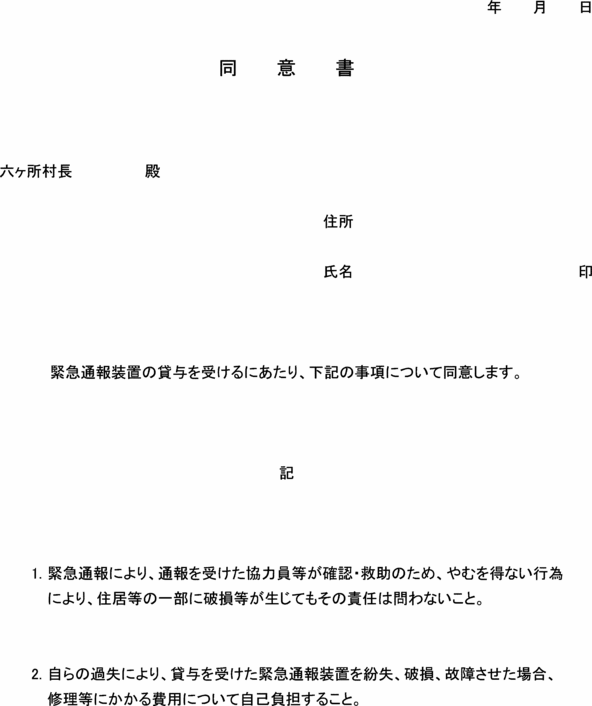 年　　月　　日
同　意　書
六ヶ所村長　　　　殿
住所
氏名　　　　　　　　　　　　　　　印
緊急通報装置の貸与を受けるにあたり、下記の事項について同意します。
記
1. 緊急通報により、通報を受けた協力員等が確認・救助のため、やむを得ない行為
により、住居等の一部に破損等が生じてもその責任は問わないこと。
2. 自らの過失により、貸与を受けた緊急通報装置を紛失、破損、故障させた場合、
修理等にかかる費用について自己負担すること。